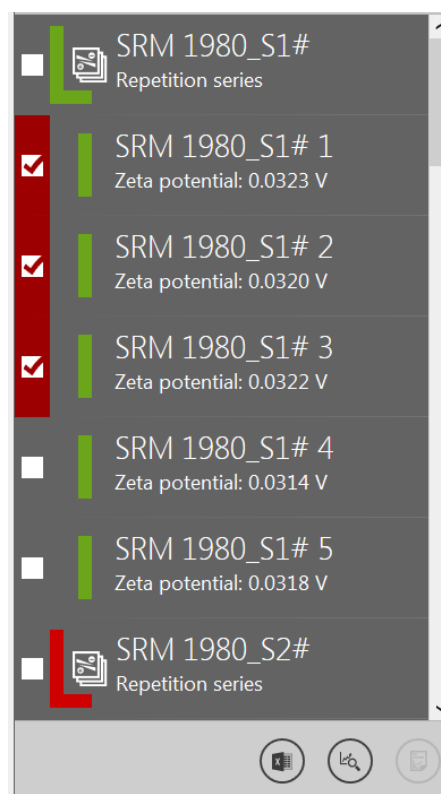 SRM 1980_S1#
Repetition series
SRM 1980_S1# 1
Zeta potential: 0.0323 V
SRM 1980_S1# 2
Zeta potential: 0.0320 V
SRM 1980_S1# 3
Zeta potential: 0.0322 V
SRM 1980_S1# 4
Zeta potential: 0.0314 V
SRM 1980_S1# 5
Zeta potential: 0.0318 V
SRM 1980_S2#
Repetition series